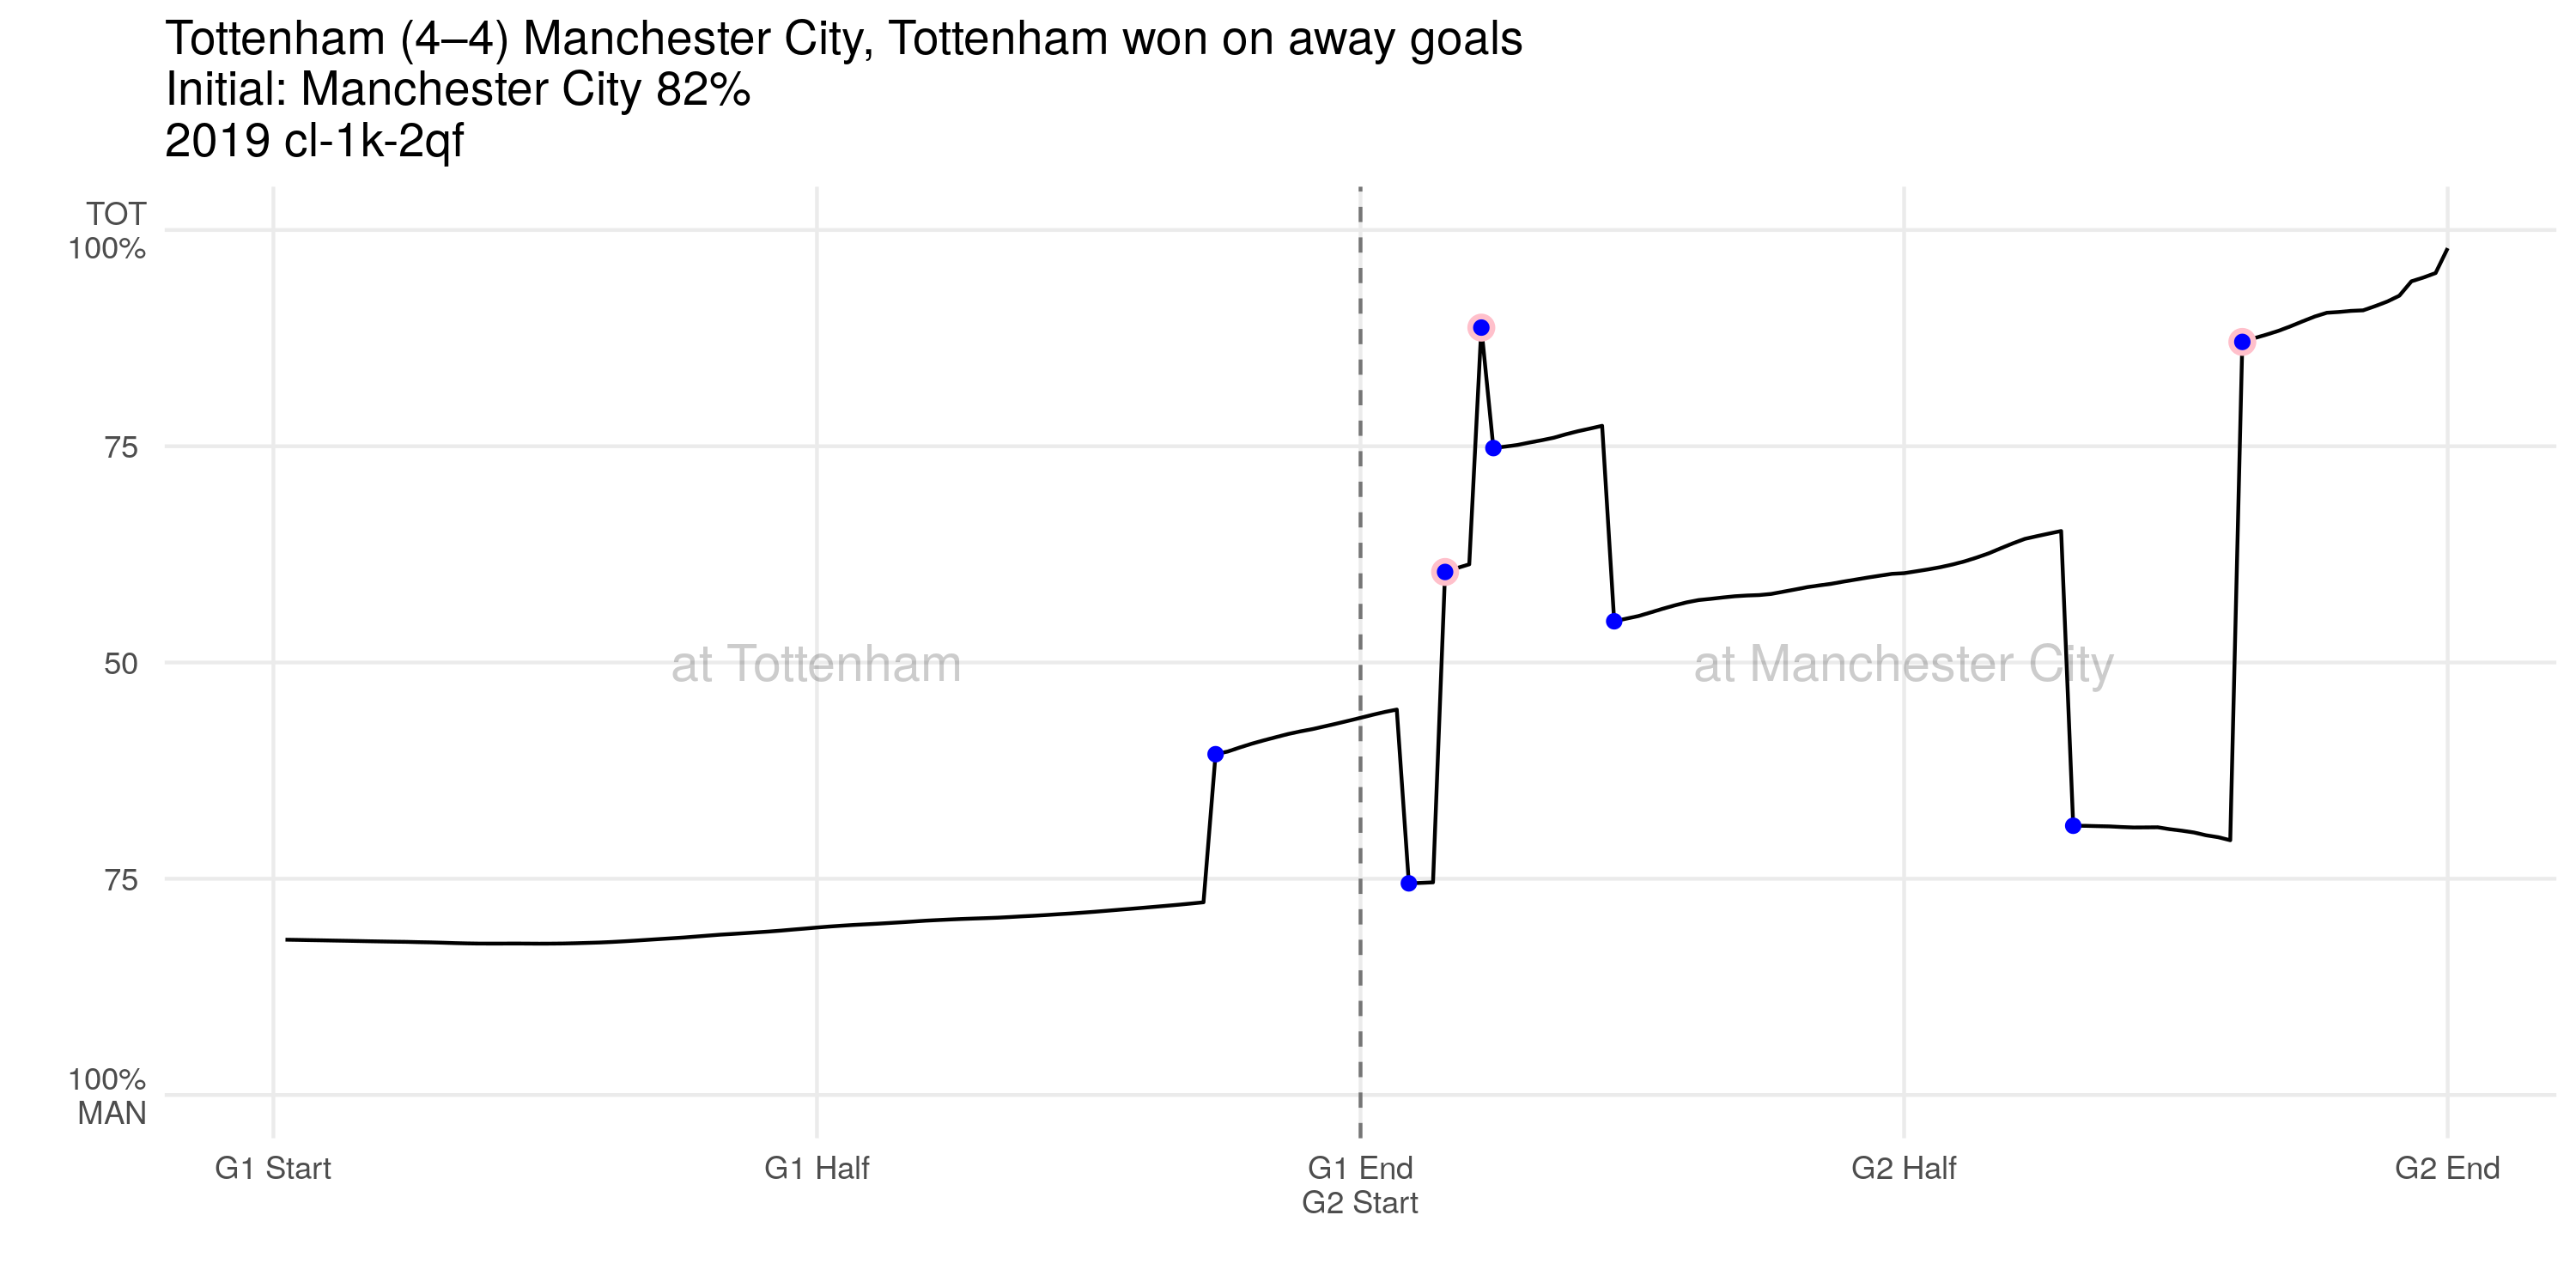 Tottenham (4–4) Manchester City, Tottenham won on away goals
Initial: Manchester City 82%
2019 cl-1k-2qf
TOT
100%
75
50
75
100%
MAN
at Tottenham
at Manchester City
G1 Start
G1 Half
G1 End
G2 Start
G2 Half
G2 End